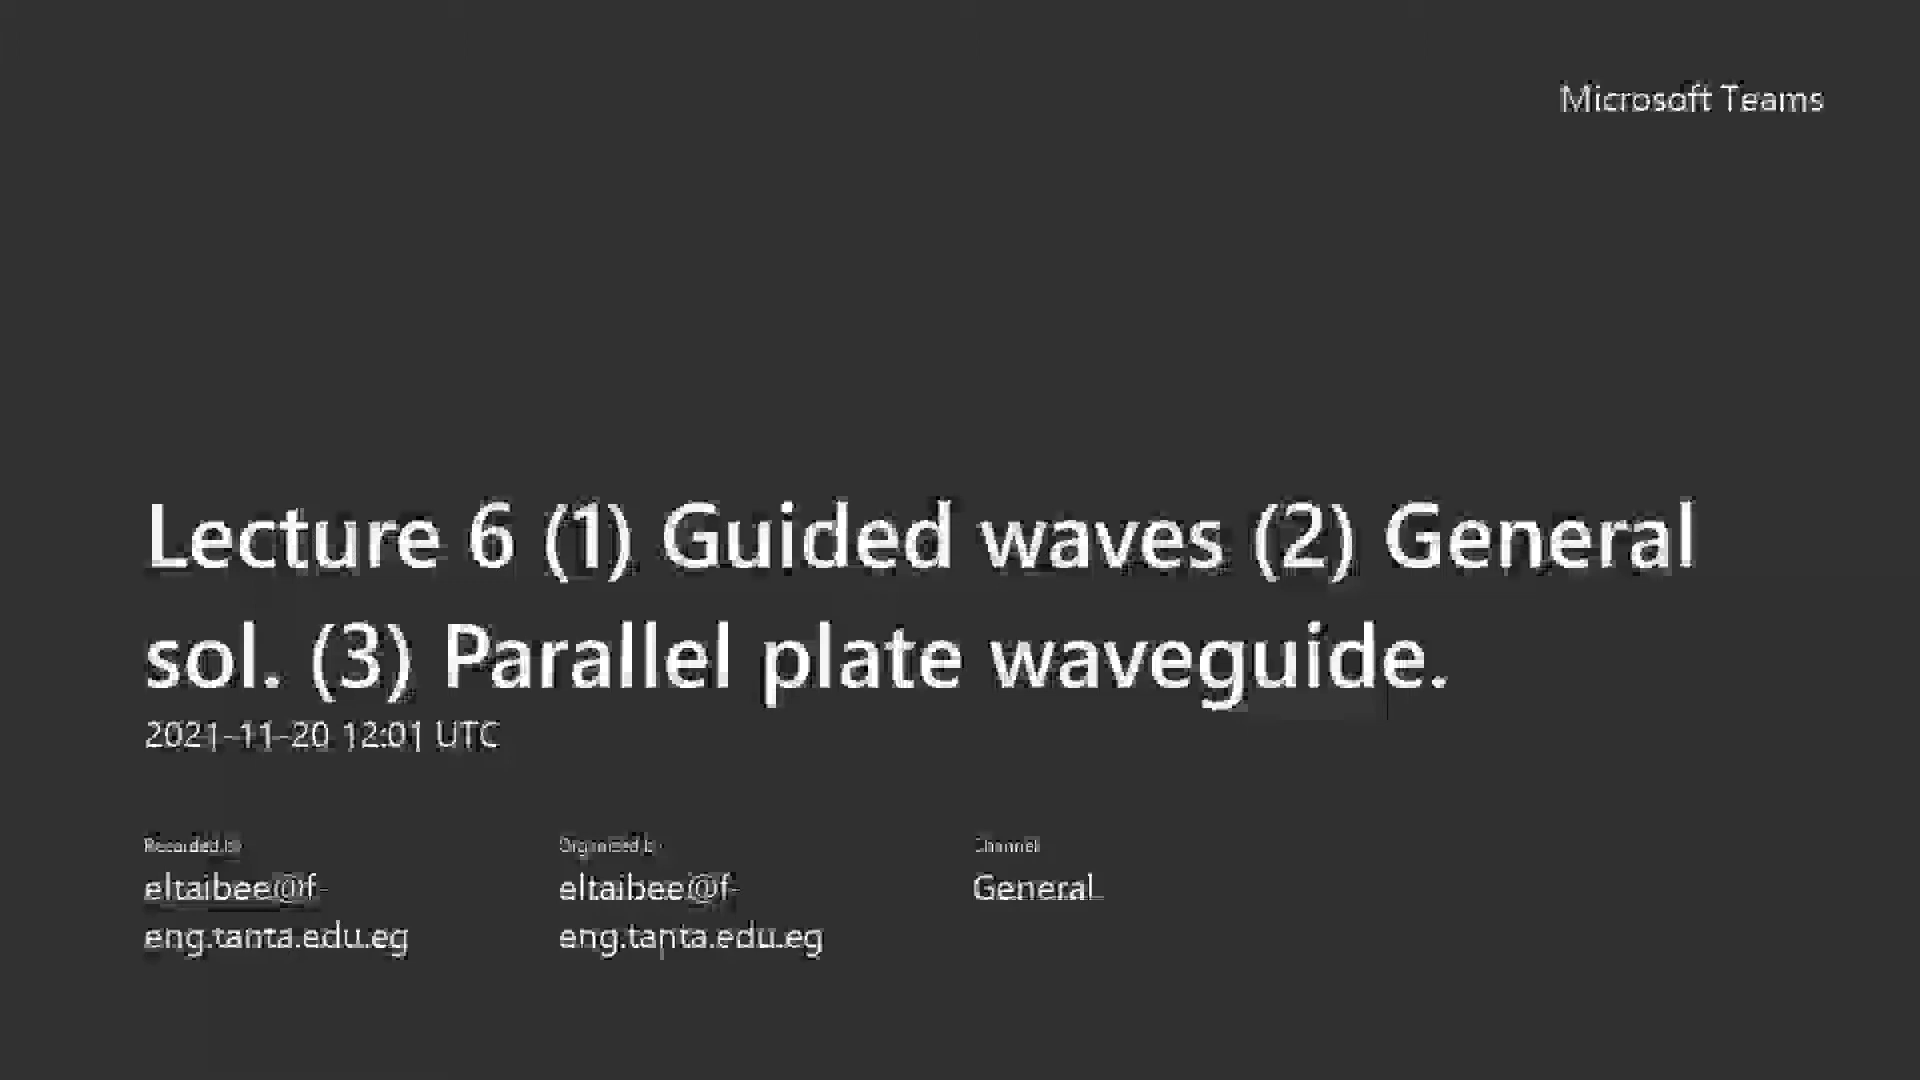 Microsoft Teams
Lecture 6 (1) Guided waves (2) General
sol. (3) Parallel plate waveguide.
2021-11-20 12:01 UTC
Recorded by
Organized by
Channel
eltaibee@f-
eltaibee@f-
General
eng.tanta.edu.eg
eng.tanta.edu.eg